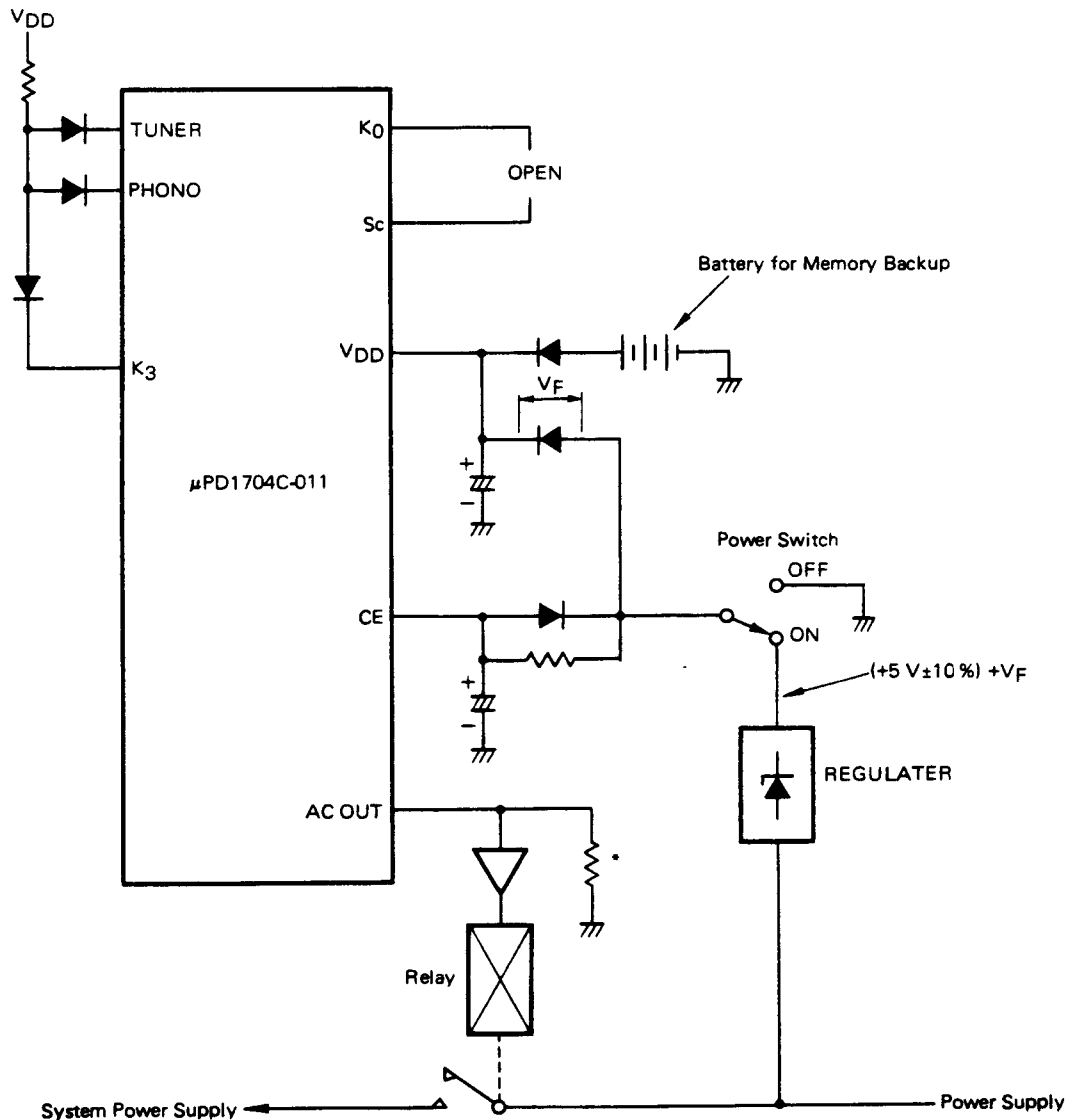 VDD
TUNER
PHONO
K3
K0
OPEN
Sc
Battery for Memory Backup
VDD
VF
+
−
μPD1704C-011
Power Switch
OFF
ON
CE
+
−
(+5 V±10%) +VF
REGULATER
AC OUT
*
Relay
System Power Supply
Power Supply